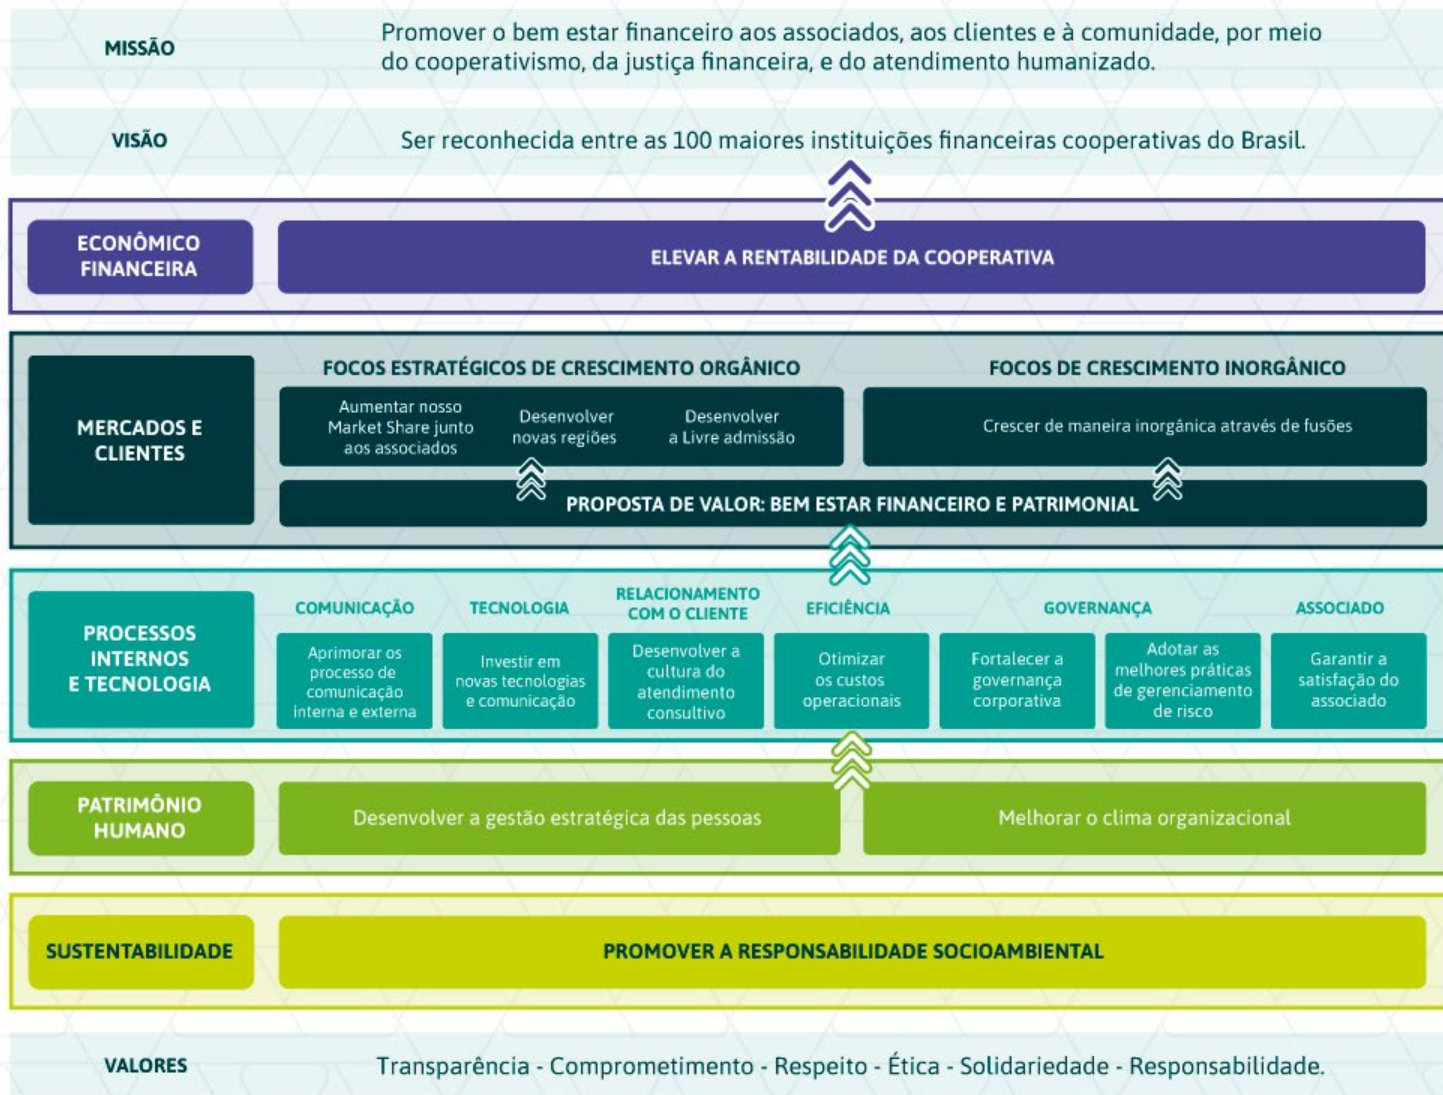 MISSÃO
Promover o bem estar financeiro aos associados, aos clientes e à comunidade, por meio
do cooperativismo, da justiça financeira, e do atendimento humanizado.
VISÃO
Ser reconhecida entre as 100 maiores instituições financeiras cooperativas do Brasil.
ECONÔMICO
FINANCEIRA
ELEVAR A RENTABILIDADE DA COOPERATIVA
MERCADOS E
CLIENTES
FOCOS ESTRATÉGICOS DE CRESCIMENTO ORGÂNICO
Aumentar nosso
Market Share junto
aos associados
Desenvolver
novas regiões
Desenvolver
a Livre admissão
FOCOS DE CRESCIMENTO INORGÂNICO
Crescer de maneira inorgânica através de fusões
PROPOSTA DE VALOR: BEM ESTAR FINANCEIRO E PATRIMONIAL
PROCESSOS
INTERNOS
E TECNOLOGIA
COMUNICAÇÃO
Aprimorar os
processo de
comunicação
interna e externa
TECNOLOGIA
Investir em
novas tecnologias
e comunicação
RELACIONAMENTO
COM O CLIENTE
Desenvolver a
cultura do
atendimento
consultivo
EFICIÊNCIA
Otimizar
os custos
operacionais
GOVERNANÇA
Fortalecer a
governança
corporativa
Adotar as
melhores práticas
de gerenciamento
de risco
ASSOCIADO
Garantir a
satisfação do
associado
PATRIMÔNIO
HUMANO
Desenvolver a gestão estratégica das pessoas
Melhorar o clima organizacional
SUSTENTABILIDADE
PROMOVER A RESPONSABILIDADE SOCIOAMBIENTAL
VALORES
Transparência - Comprometimento - Respeito - Ética - Solidariedade - Responsabilidade.